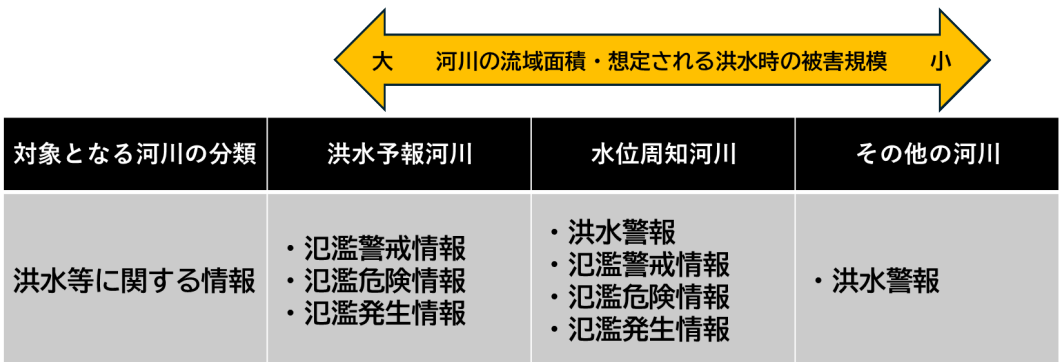 大 河川の流域面積・想定される洪水時の被害規模 小
対象となる河川の分類 洪水予報河川 水位周知河川 その他の河川
洪水等に関する情報
・氾濫警戒情報
・氾濫危険情報
・氾濫発生情報
・洪水警報
・氾濫警戒情報
・氾濫危険情報
・氾濫発生情報
・洪水警報